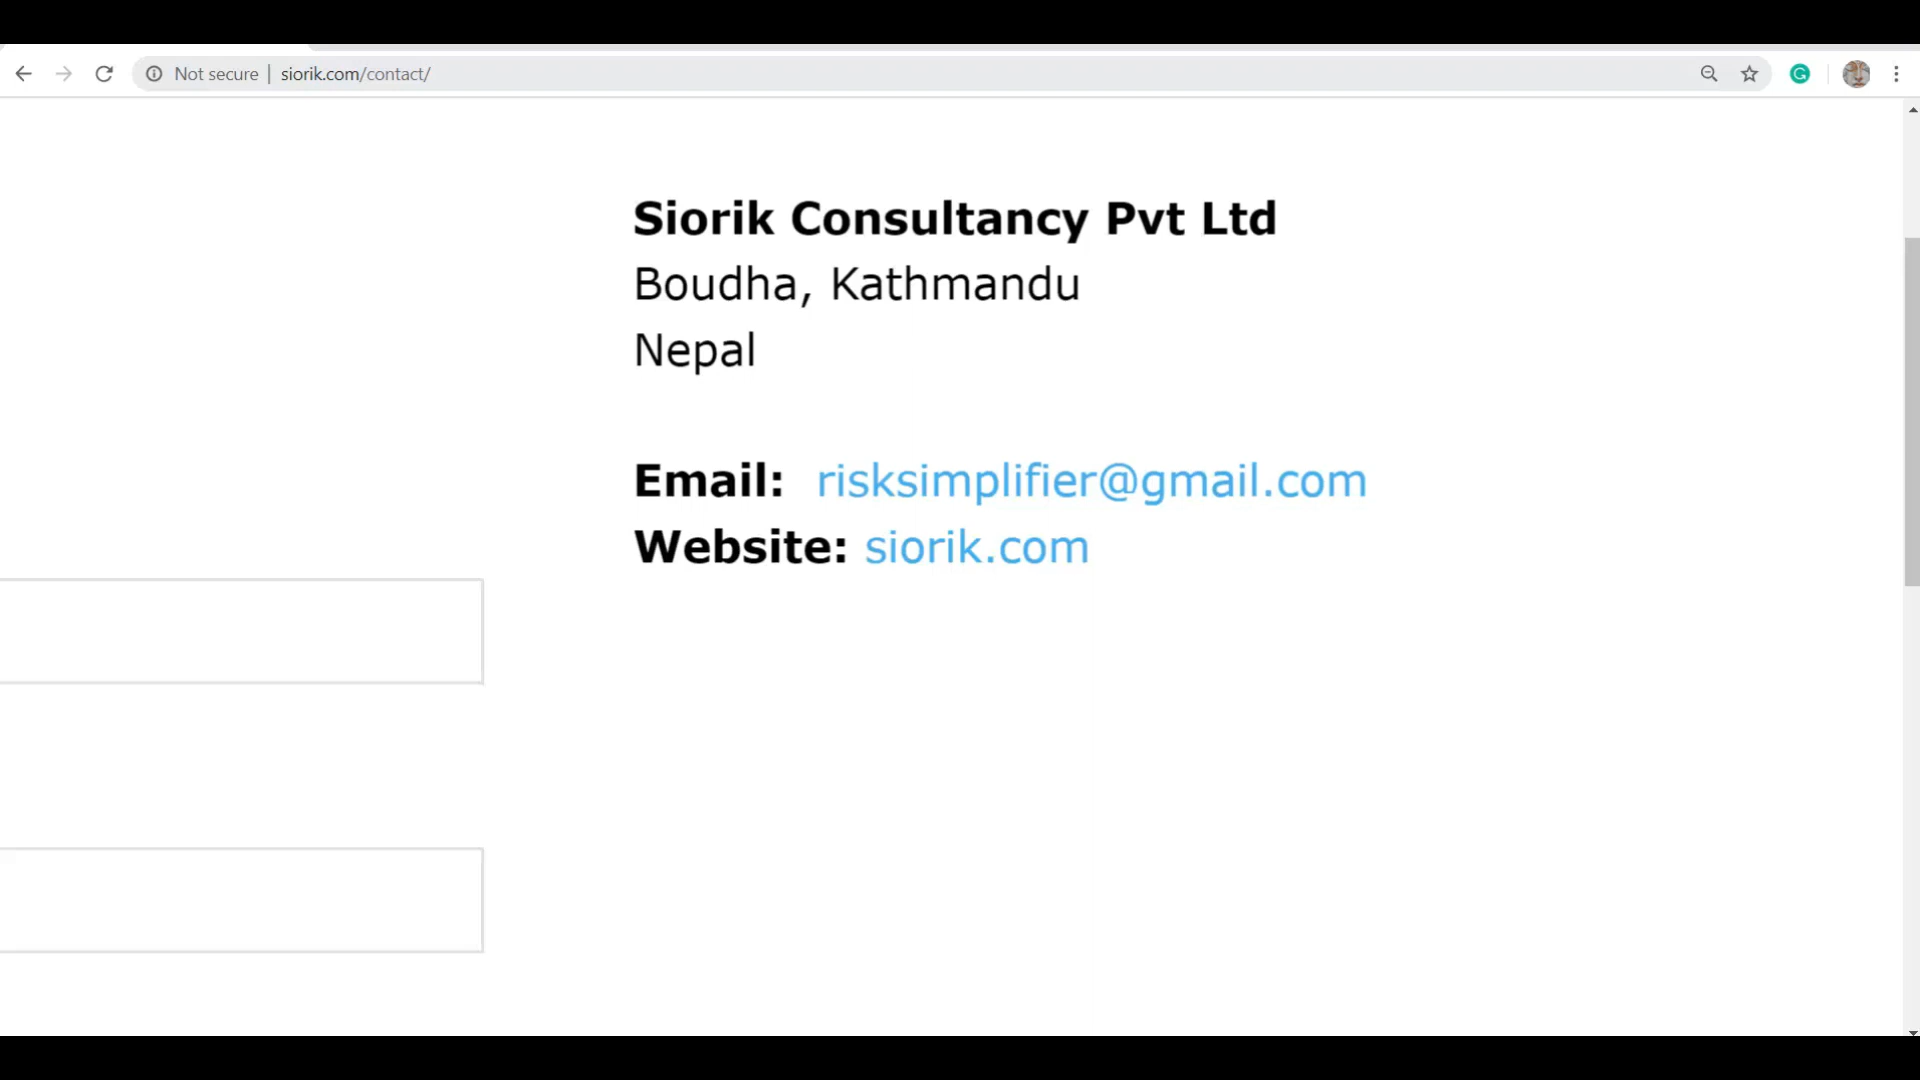 Not secure | siorik.com/contact/
Siorik Consultancy Pvt Ltd
Boudha, Kathmandu
Nepal
Email: risksimplifier@gmail.com
Website: siorik.com